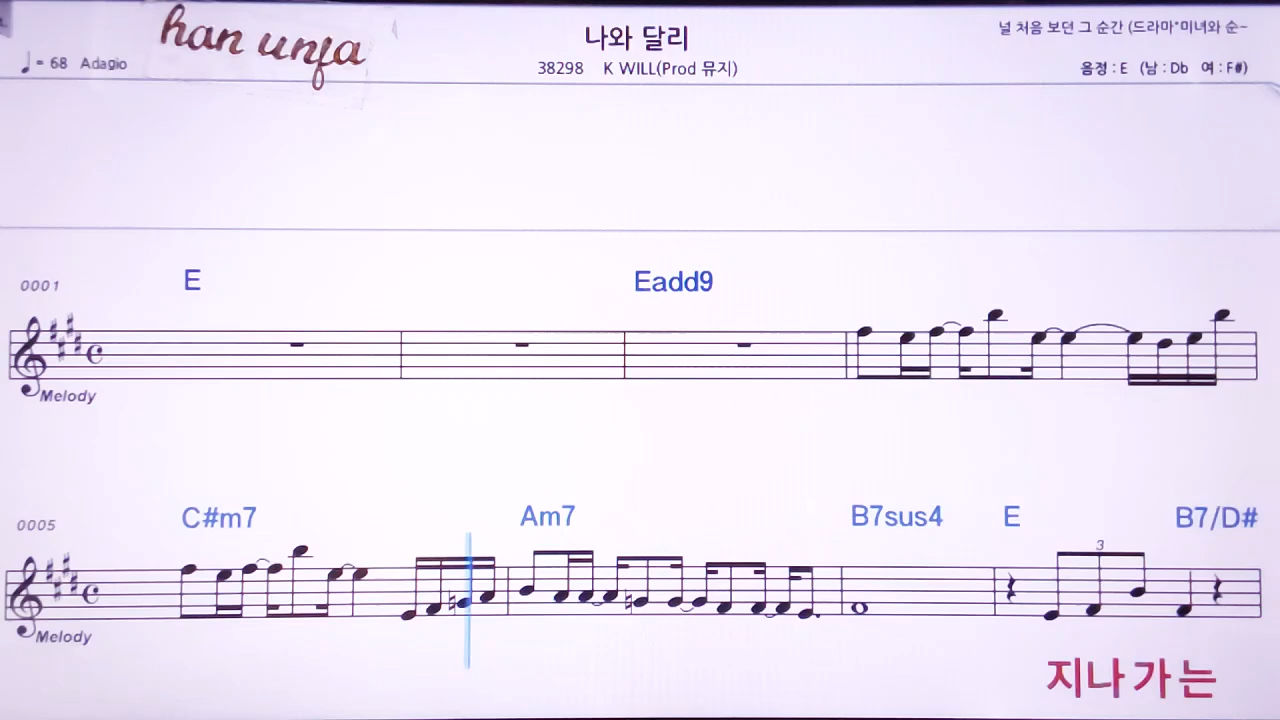 han unfa
나와 달리
널 처음 보던 그 순간 (드라마*미녀와 순~
♩= 68 Adagio
38298 K WILL(Prod 뮤지)
음정 : E (남 : Db 여 : F#)
0001 E Eadd9
Melody
0005 C#m7 Am7 B7sus4 E B7/D#
3
Melody
지나 가 는